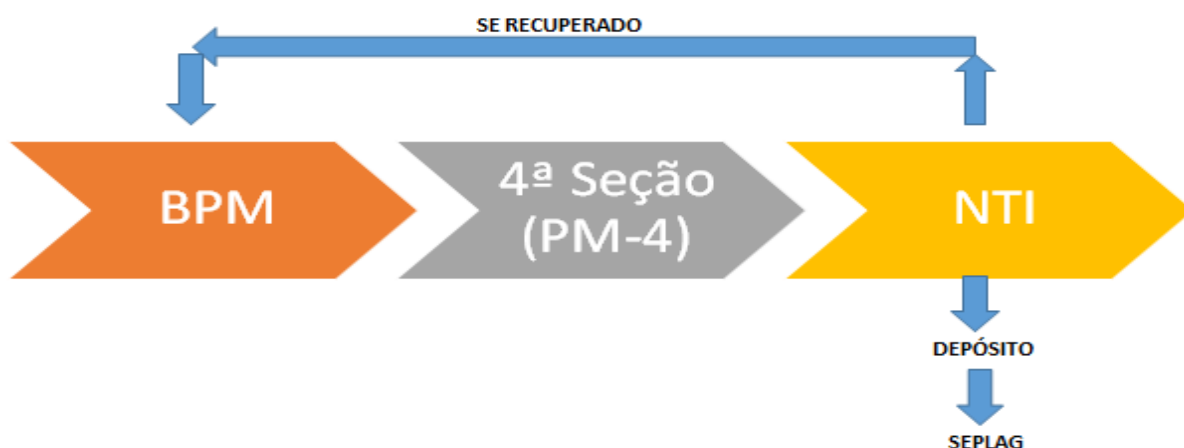 SE RECUPERADO
BPM
4ª Seção
(PM-4)
NTI
DEPÓSITO
SEPLAG